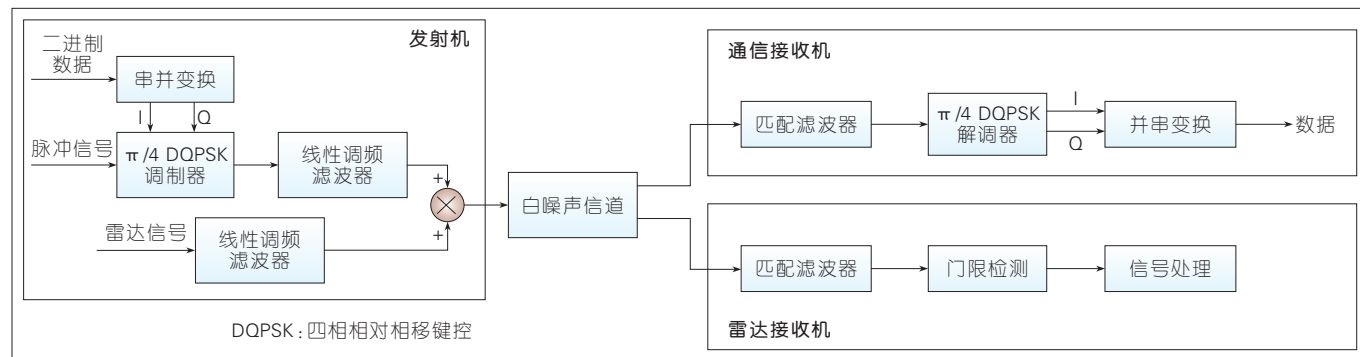 发射机
二进制
数据
串并变换
I
Q
脉冲信号
π/4 DQPSK
调制器
线性调频
滤波器
+
+
雷达信号
线性调频
滤波器
白噪声信道
通信接收机
匹配滤波器
π/4 DQPSK
解调器
I
Q
并串变换
数据
匹配滤波器
门限检测
信号处理
雷达接收机
DQPSK：四相相对相移键控